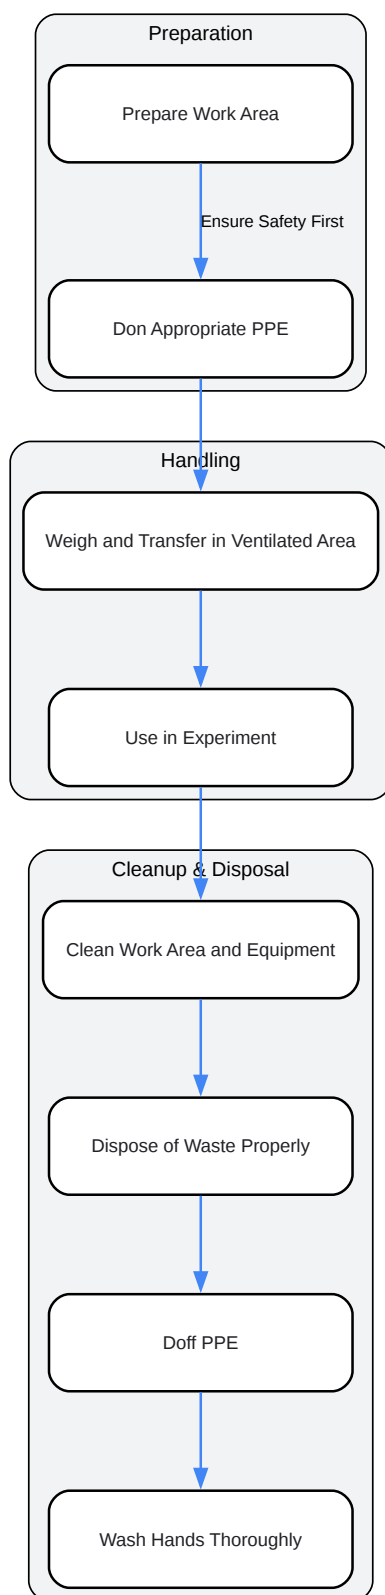 Preparation
Prepare Work Area
Ensure Safety First
Don Appropriate PPE
Handling
Weigh and Transfer in Ventilated Area
Use in Experiment
Cleanup & Disposal
Clean Work Area and Equipment
Dispose of Waste Properly
Doff PPE
Wash Hands Thoroughly